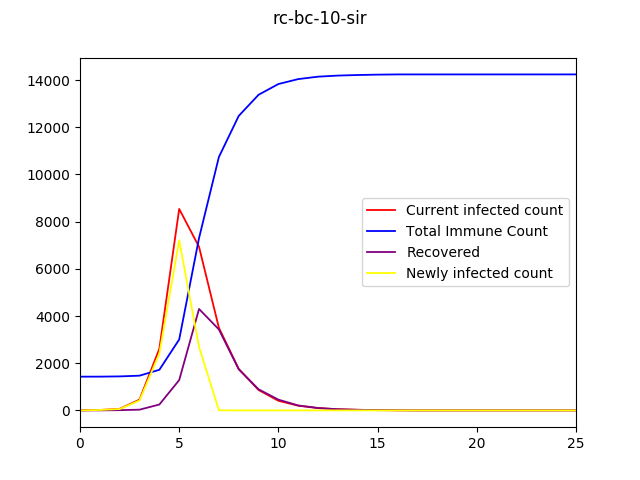 rc-bc-10-sir
14000
12000
10000
8000
6000
4000
2000
0
Current infected count
Total Immune Count
Recovered
Newly infected count
0 5 10 15 20 25